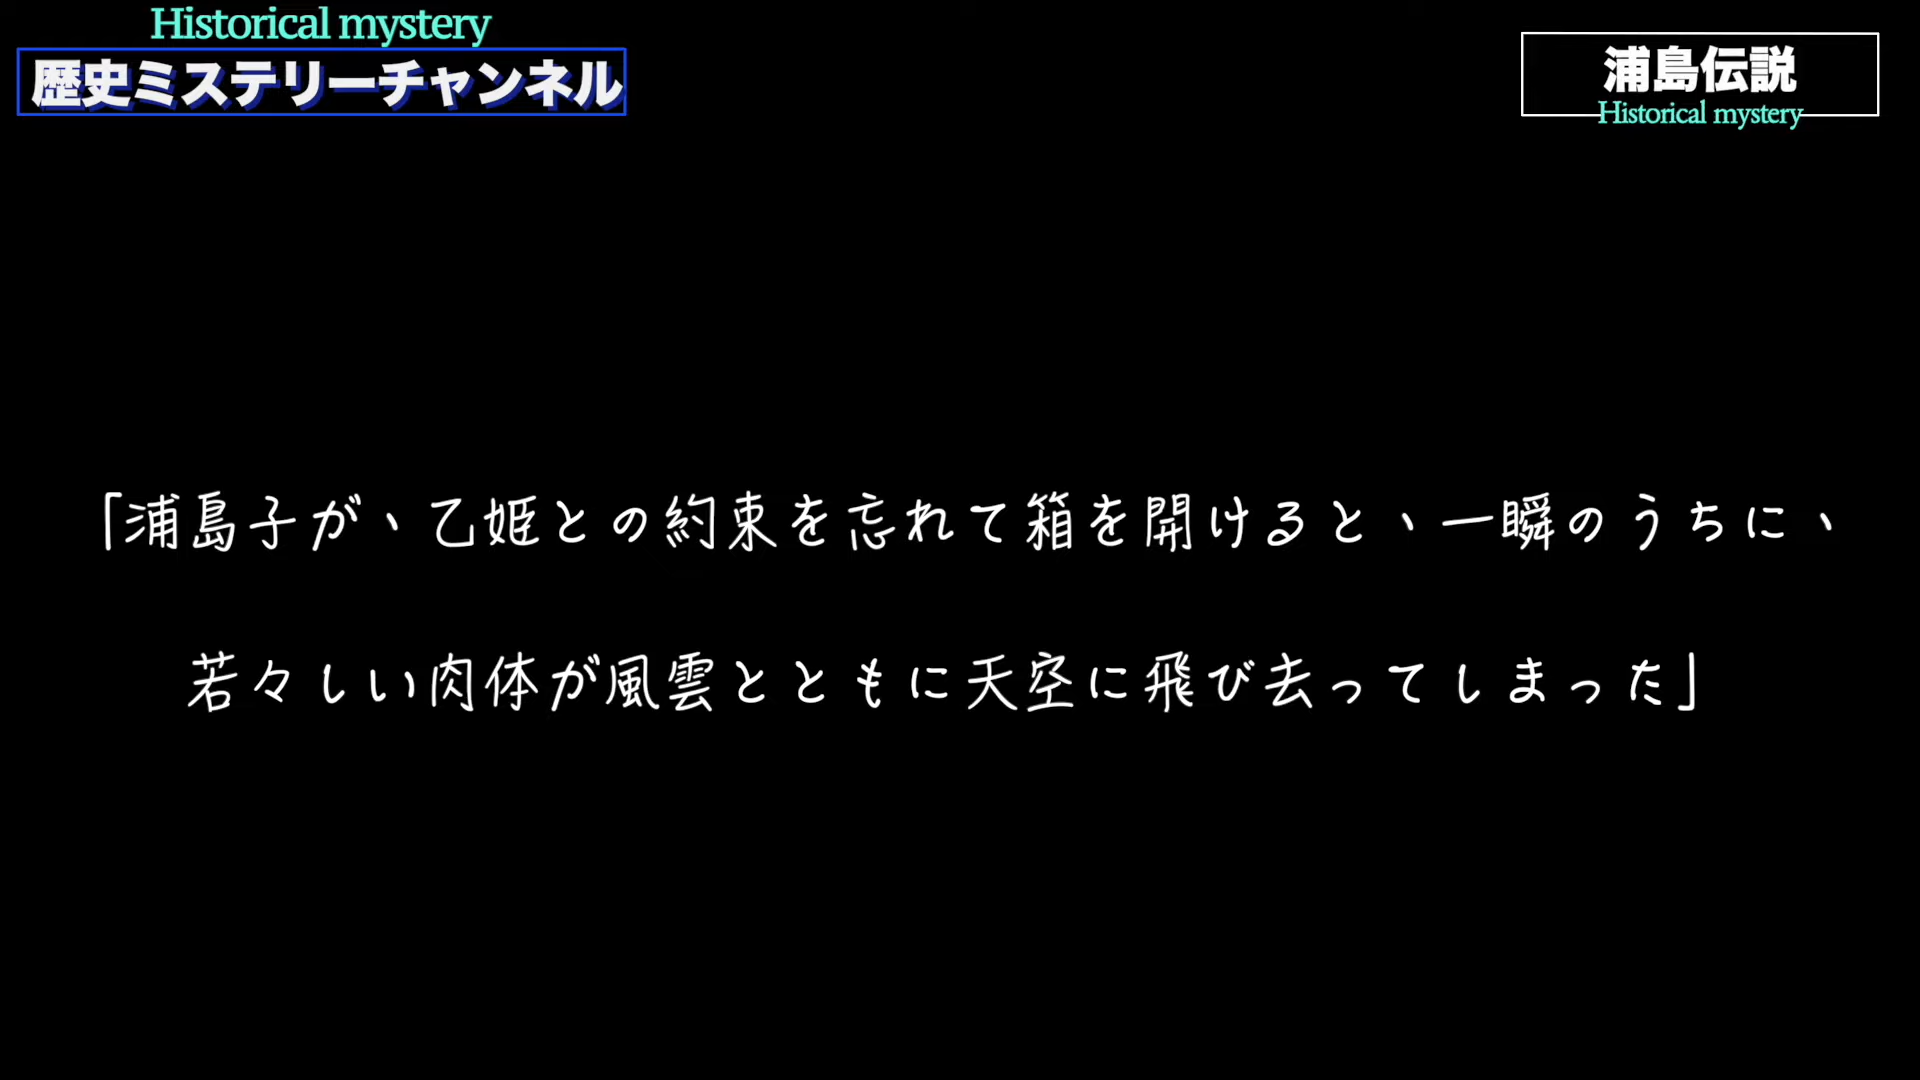 Historical mystery
歴史ミステリーチャンネル
浦島伝説
Historical mystery
「浦島子が、乙姫との約束を忘れて箱を開けると、一瞬のうちに、
若々しい肉体が風雲とともに天空に飛び去ってしまった」